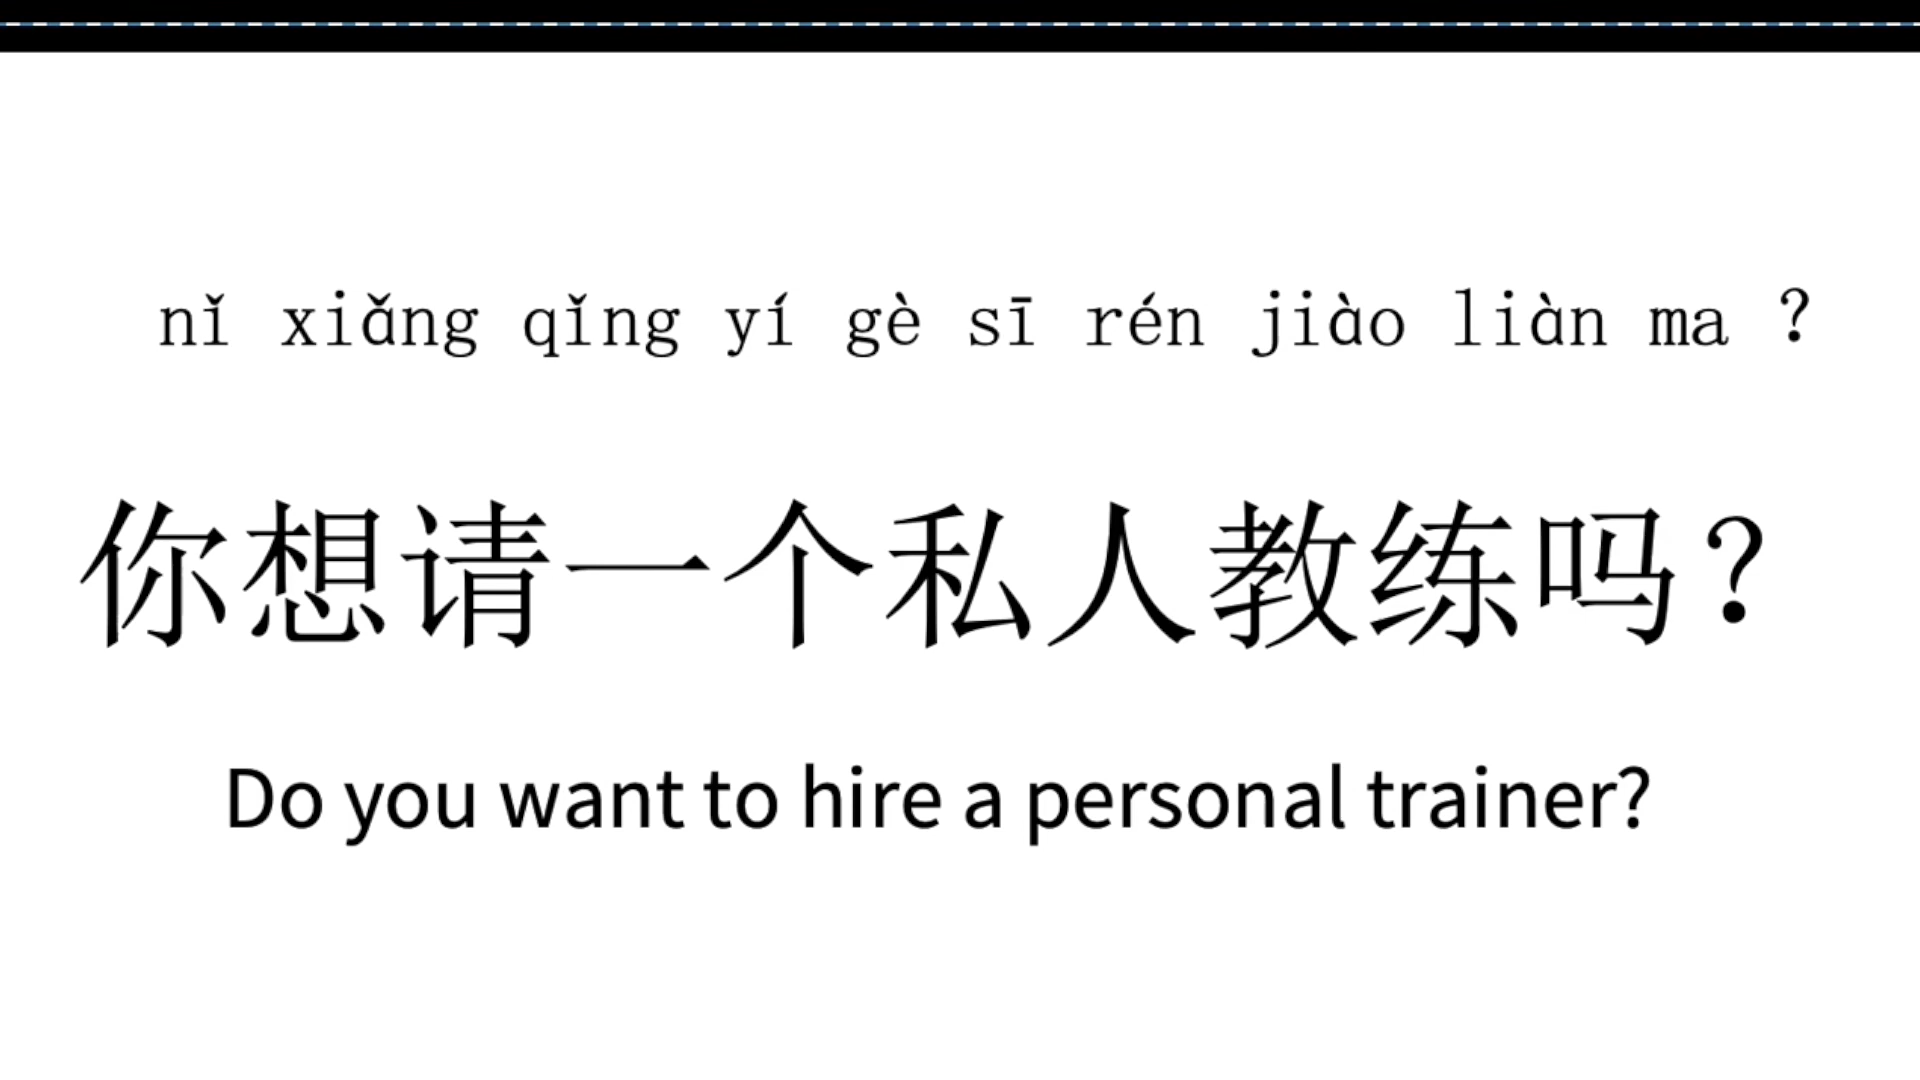 nǐ xiǎng qǐng yí gè sī rén jiào liàn ma ？
你想请一个私人教练吗?
Do you want to hire a personal trainer?